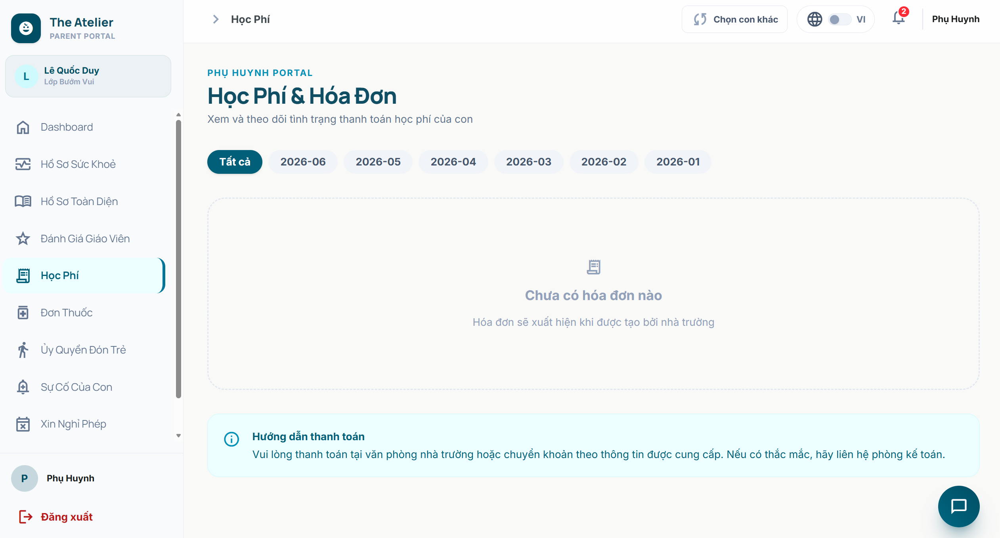 The Atelier
PARENT PORTAL
L
Lê Quốc Duy
Lớp Bướm Vui
Dashboard
Hồ Sơ Sức Khoẻ
Hồ Sơ Toàn Diện
Đánh Giá Giáo Viên
Học Phí
Đơn Thuốc
Ủy Quyền Đón Trẻ
Sự Cố Của Con
Xin Nghỉ Phép
P
Phụ Huynh
Đăng xuất
Học Phí
Chọn con khác
VI
2
Phụ Huynh
PHỤ HUYNH PORTAL
Học Phí & Hóa Đơn
Xem và theo dõi tình trạng thanh toán học phí của con
Tất cả
2026-06
2026-05
2026-04
2026-03
2026-02
2026-01
Chưa có hóa đơn nào
Hóa đơn sẽ xuất hiện khi được tạo bởi nhà trường
Hướng dẫn thanh toán
Vui lòng thanh toán tại văn phòng nhà trường hoặc chuyển khoản theo thông tin được cung cấp. Nếu có thắc mắc, hãy liên hệ phòng kế toán.